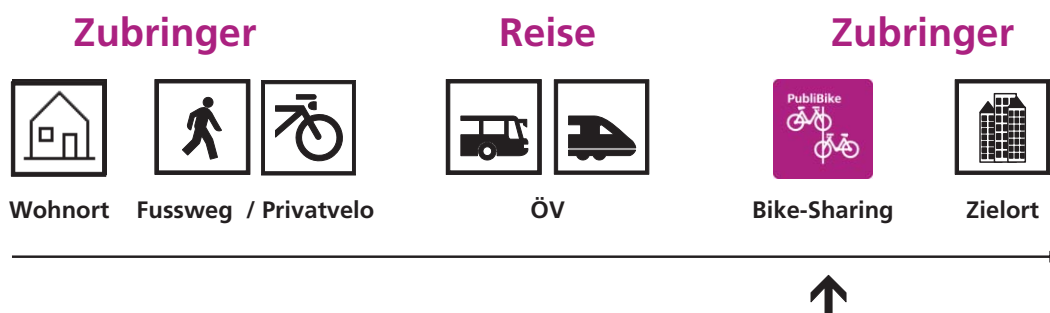 Zubringer Reise Zubringer
PubliBike
Wohnort Fussweg / Privatvelo ÖV Bike-Sharing Zielort